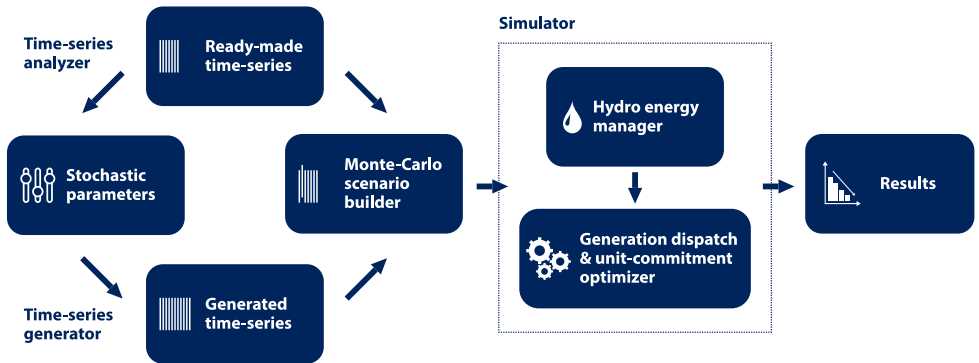 Time-series
analyzer
Ready-made
time-series
Stochastic
parameters
Time-series
generator
Generated
time-series
Monte-Carlo
scenario
builder
Simulator
Hydro energy
manager
Generation dispatch
& unit-commitment
optimizer
Results